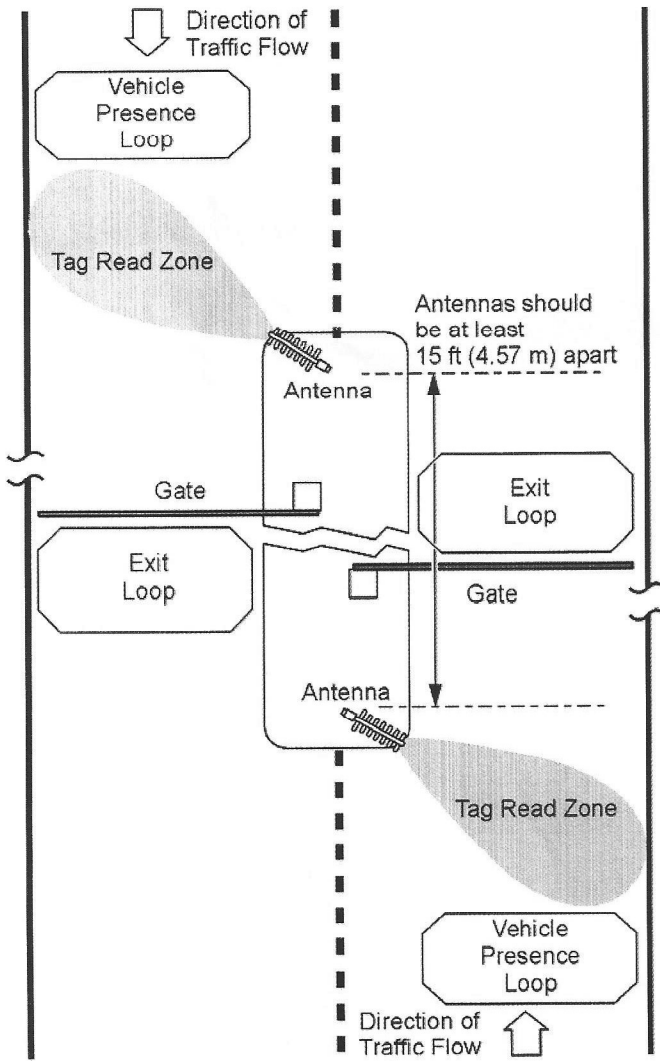 Direction of
Traffic Flow
Vehicle
Presence
Loop
Tag Read Zone
Antennas should
be at least
15 ft (4.57 m) apart
Antenna
Gate
Exit
Loop
Exit
Loop
Gate
Antenna
Tag Read Zone
Vehicle
Presence
Loop
Direction of
Traffic Flow